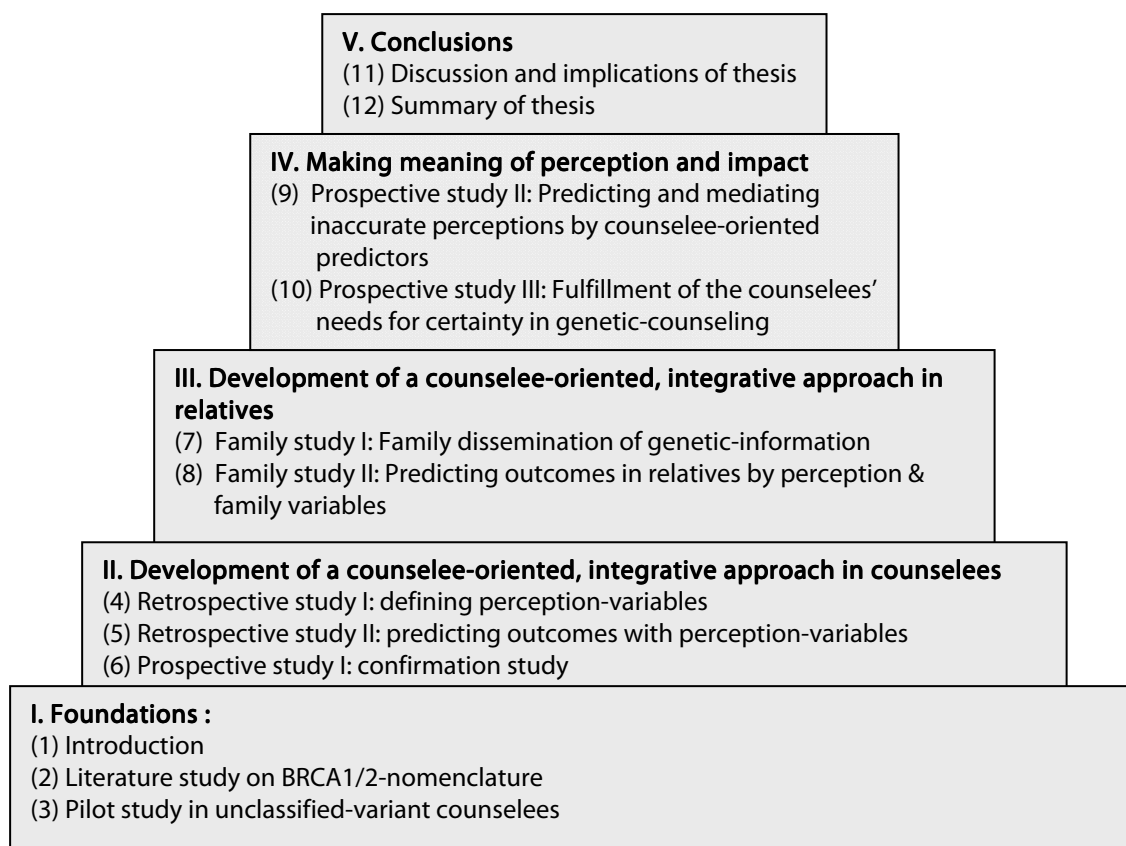 V. Conclusions
(11) Discussion and implications of thesis
(12) Summary of thesis
IV. Making meaning of perception and impact
(9) Prospective study II: Predicting and mediating
inaccurate perceptions by counselee-oriented
predictors
(10) Prospective study III: Fulfillment of the counselees’
needs for certainty in genetic-counseling
III. Development of a counselee-oriented, integrative approach in
relatives
(7) Family study I: Family dissemination of genetic-information
(8) Family study II: Predicting outcomes in relatives by perception &
family variables
II. Development of a counselee-oriented, integrative approach in counselees
(4) Retrospective study I: defining perception-variables
(5) Retrospective study II: predicting outcomes with perception-variables
(6) Prospective study I: confirmation study
I. Foundations :
(1) Introduction
(2) Literature study on BRCA1/2-nomenclature
(3) Pilot study in unclassified-variant counselees